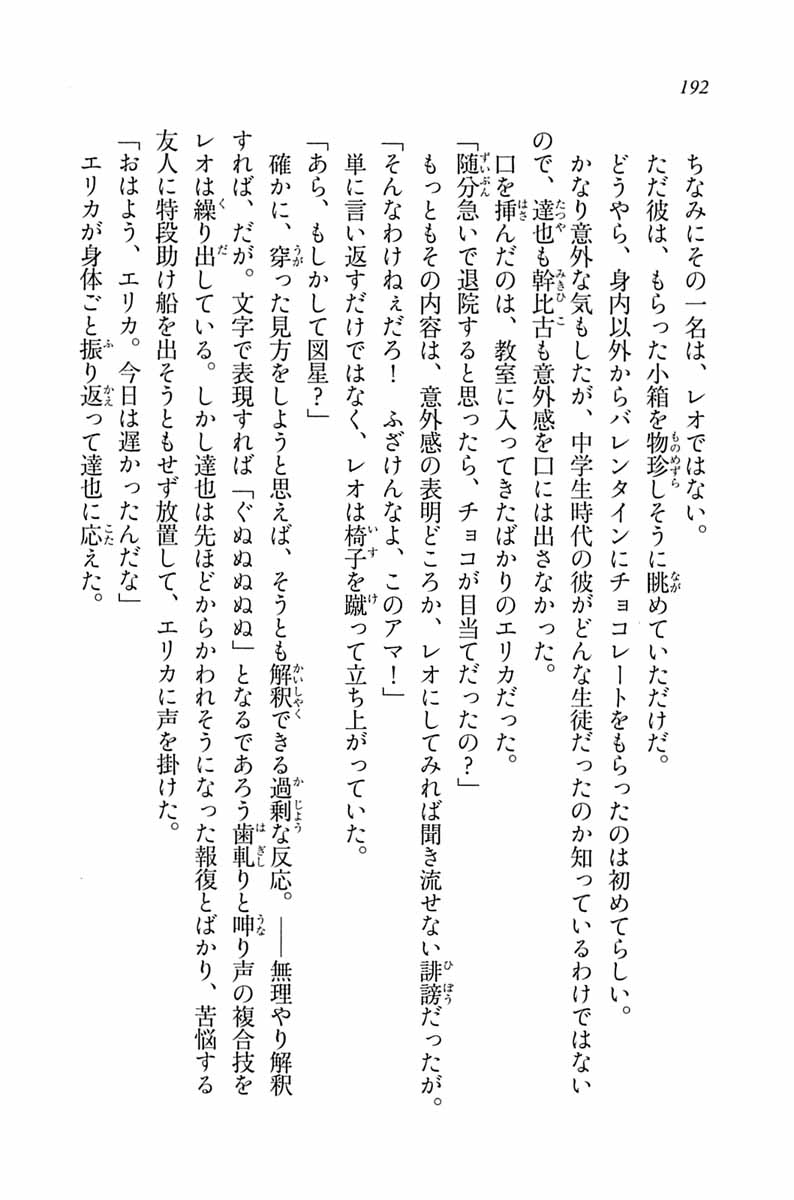 192
ちなみにその一名は、レオではない。
ただ彼は、もらった小箱を物珍しそうに眺めていただけだ。
どうやら、身内以外からバレンタインにチョコレートをもらったのは初めてらしい。
かなり意外な気もしたが、中学生時代の彼がどんな生徒だったのか知っているわけではない
ので、達也も幹比古も意外感を口には出さなかった。
口を挿んだのは、教室に入ってきたばかりのエリカだった。
「随分急いで退院すると思ったら、チョコが目当てだったの？」
もっともその内容は、意外感の表明どころか、レオにしてみれば聞き流せない誹謗だったが。
「そんなわけねぇだろ！　ふざけんなよ、このアマ！」
単に言い返すだけではなく、レオは椅子を蹴って立ち上がっていた。
「あら、もしかして図星？」
確かに、穿った見方をしようと思えば、そうとも解釈できる過剰な反応。――無理やり解釈
すれば、だが。文字で表現すれば「ぐぬぬぬぬぬ」となるであろう歯軋りと呻り声の複合技を
レオは繰り出している。しかし達也は先ほどからかわれそうになった報復とばかり、苦悩する
友人に特段助け船を出そうともせず放置して、エリカに声を掛けた。
「おはよう、エリカ。今日は遅かったんだな」
エリカが身体ごと振り返って達也に応えた。